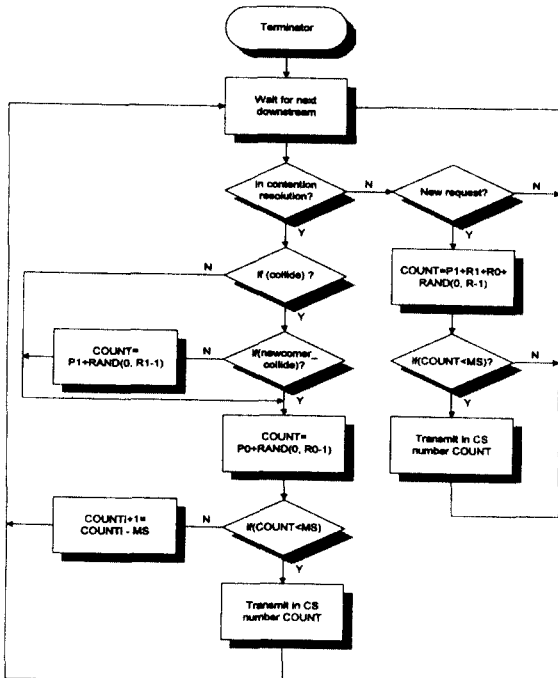 Terminator
Wait for next
downstream
In contention
resolution?
N
New request?
N
Y
Y
If (collide) ?
N
COUNT=P1+R1+R0+
RAND(0, R-1)
Y
COUNT=
P1+RAND(0, R1-1)
N
If(newcomer_
collide)?
If(COUNT<MS)?
N
Y
Y
COUNT=
P0+RAND(0, R0-1)
Transmit in CS
number COUNT
COUNTi+1=
COUNTi - MS
N
If(COUNT<MS)
Y
Transmit in CS
number COUNT